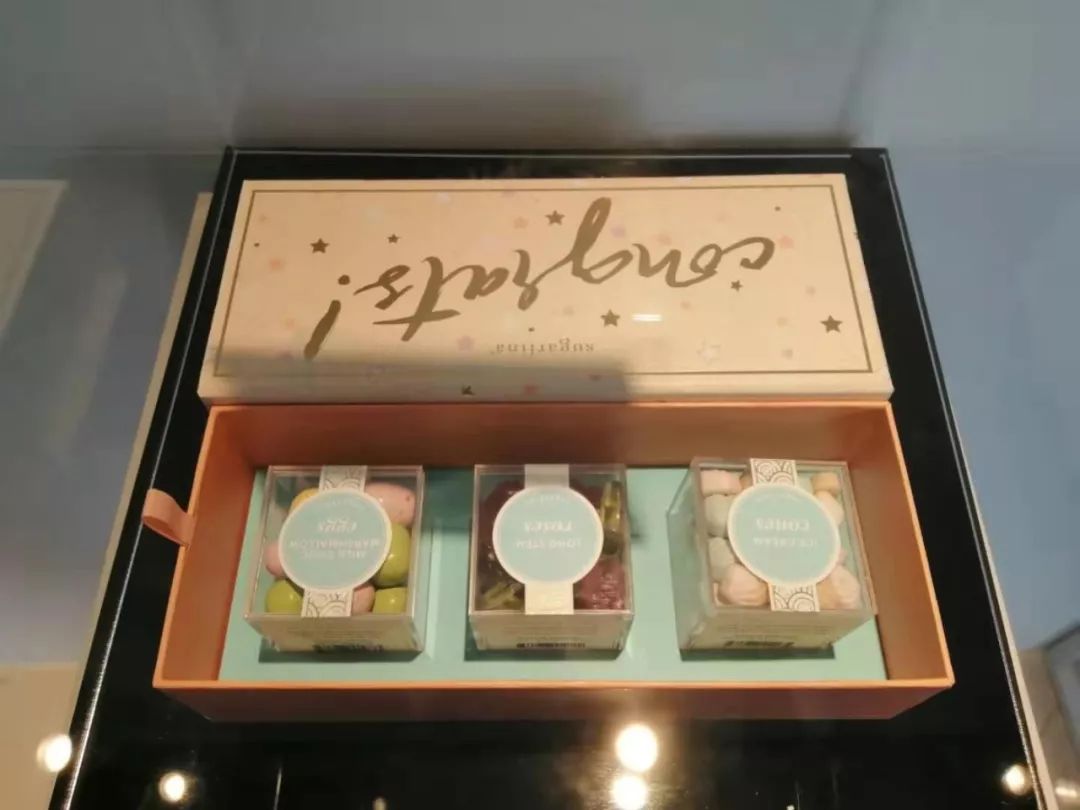 congrats!
sugarfina
ICE CREAM
cones
LONG STEM
roses
MILK CHOC
MARSHMALLOW
eggs